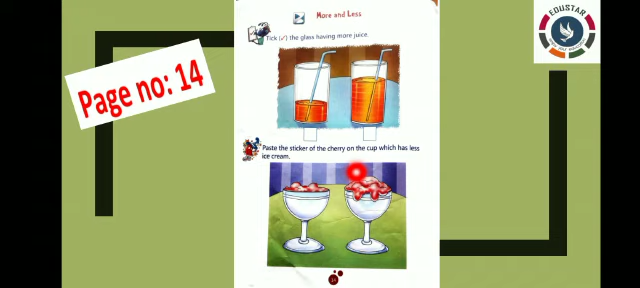 More and Less
Tick (✓) the glass having more juice.
Page no: 14
Paste the sticker of the cherry on the cup which has less
ice cream.
14
EDUSTAR